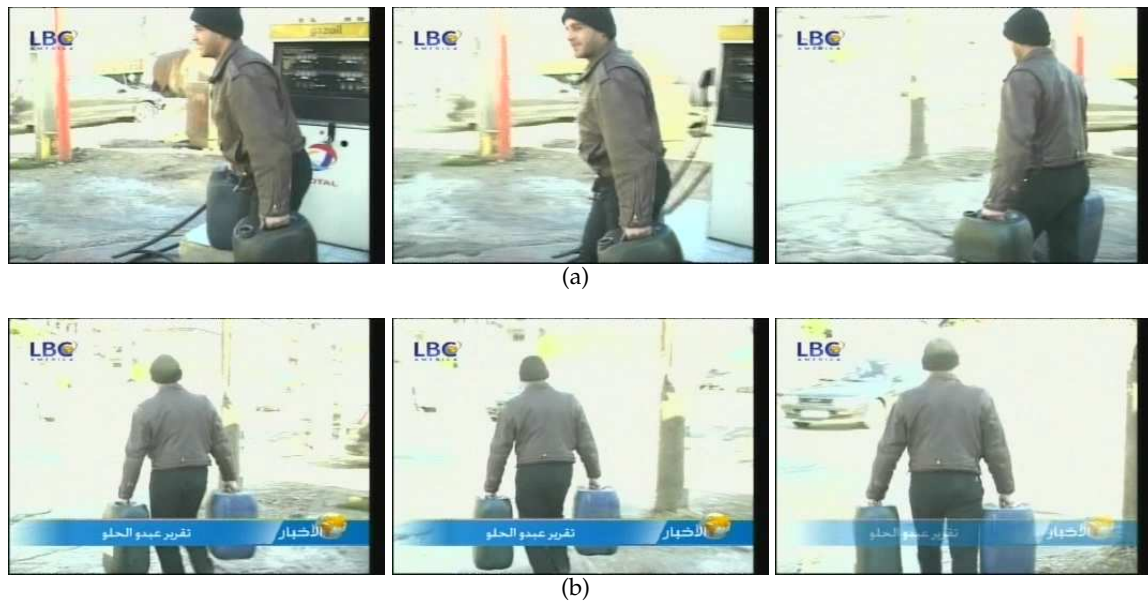 LBC LBC LBC
AMERICA AMERICA AMERICA
gazoil
TOTAL
(a)
LBC LBC LBC
AMERICA AMERICA AMERICA
الأخبار تقرير عبدو الحلو
الأخبار تقرير عبدو الحلو
الأخبار تقرير عبدو الحلو
(b)